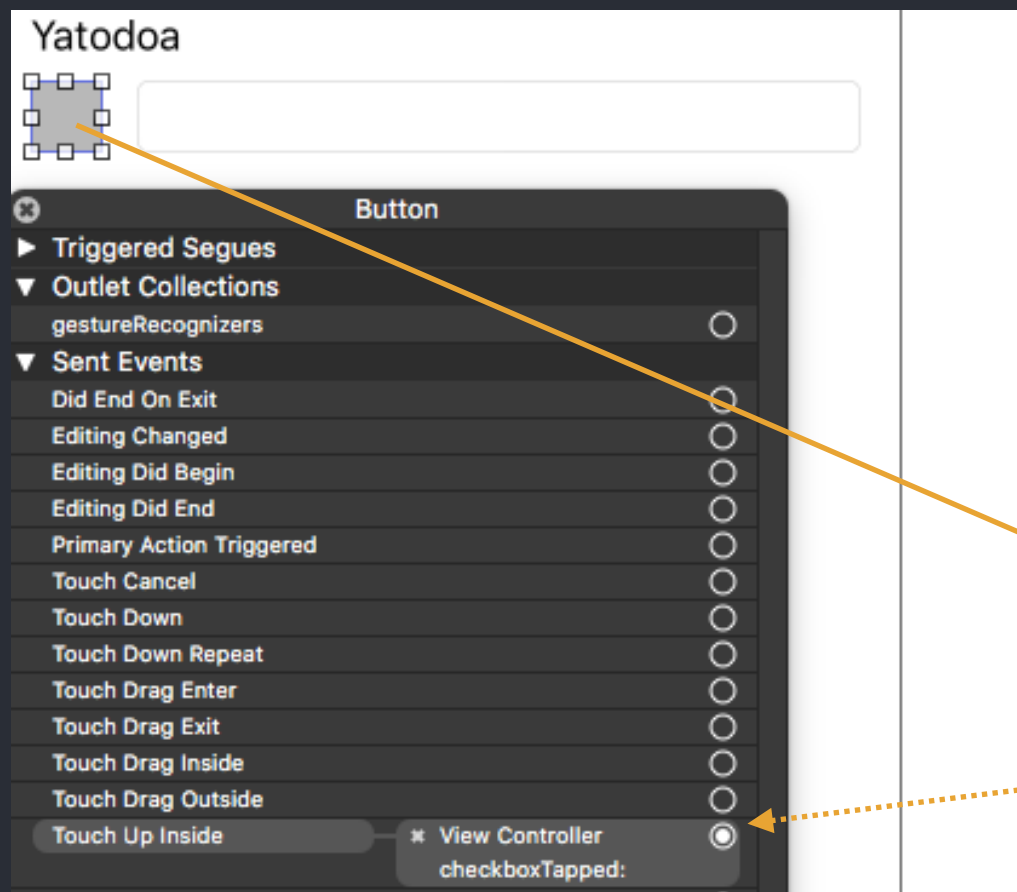 Yatodoa
Button
Triggered Segues
Outlet Collections
gestureRecognizers
Sent Events
Did End On Exit
Editing Changed
Editing Did Begin
Editing Did End
Primary Action Triggered
Touch Cancel
Touch Down
Touch Down Repeat
Touch Drag Enter
Touch Drag Exit
Touch Drag Inside
Touch Drag Outside
Touch Up Inside
View Controller
checkboxTapped: